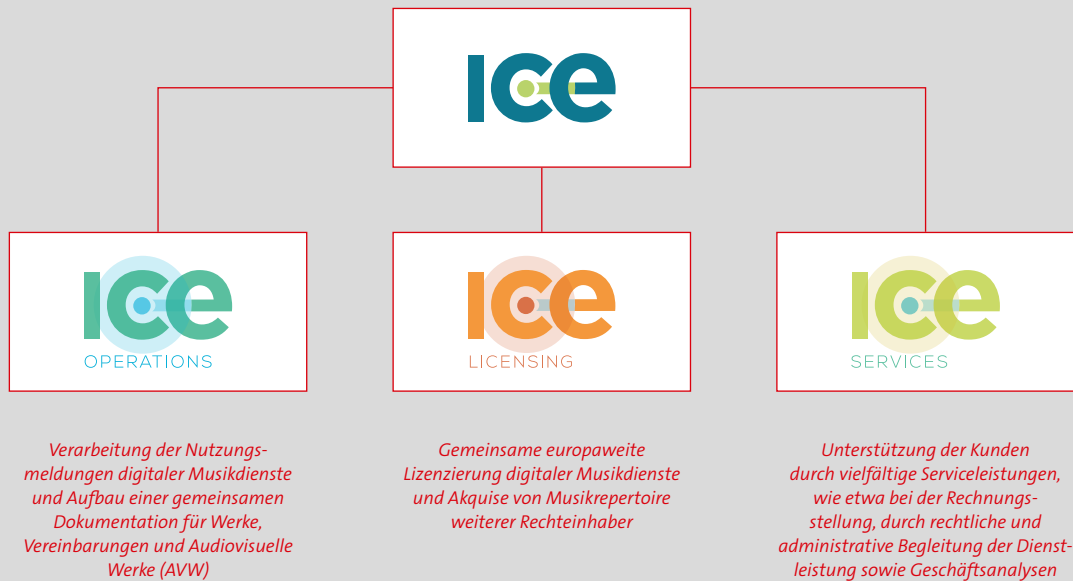 ice
ice
OPERATIONS
ice
LICENSING
ice
SERVICES
Verarbeitung der Nutzungs-
meldungen digitaler Musikdienste
und Aufbau einer gemeinsamen
Dokumentation für Werke,
Vereinbarungen und Audiovisuelle
Werke (AVW)
Gemeinsame europaweite
Lizenzierung digitaler Musikdienste
und Akquise von Musikrepertoire
weiterer Rechteinhaber
Unterstützung der Kunden
durch vielfältige Serviceleistungen,
wie etwa bei der Rechnungs-
stellung, durch rechtliche und
administrative Begleitung der Dienst-
leistung sowie Geschäftsanalysen